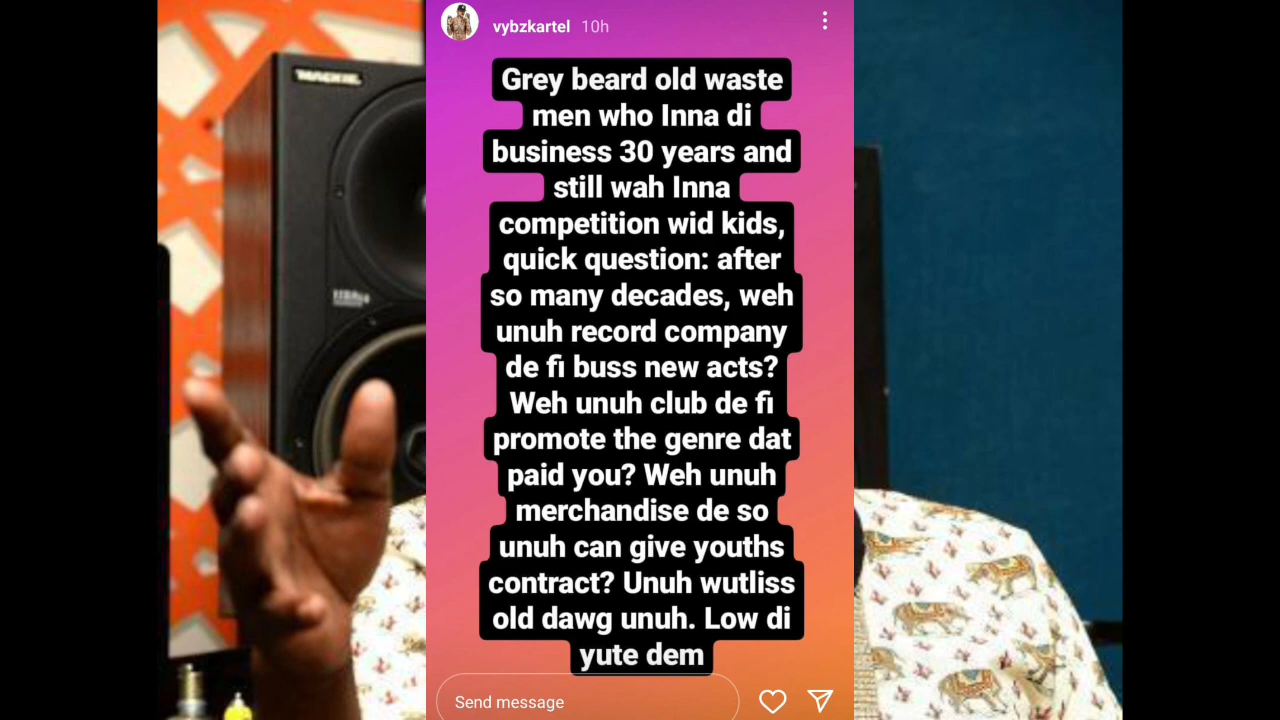 MACKIE.
vybzkartel 10h
Grey beard old waste
men who Inna di
business 30 years and
still wah Inna
competition wid kids,
quick question: after
so many decades, weh
unuh record company
de fi buss new acts?
Weh unuh club de fi
promote the genre dat
paid you? Weh unuh
merchandise de so
unuh can give youths
contract? Unuh wutliss
old dawg unuh. Low di
yute dem
Send message